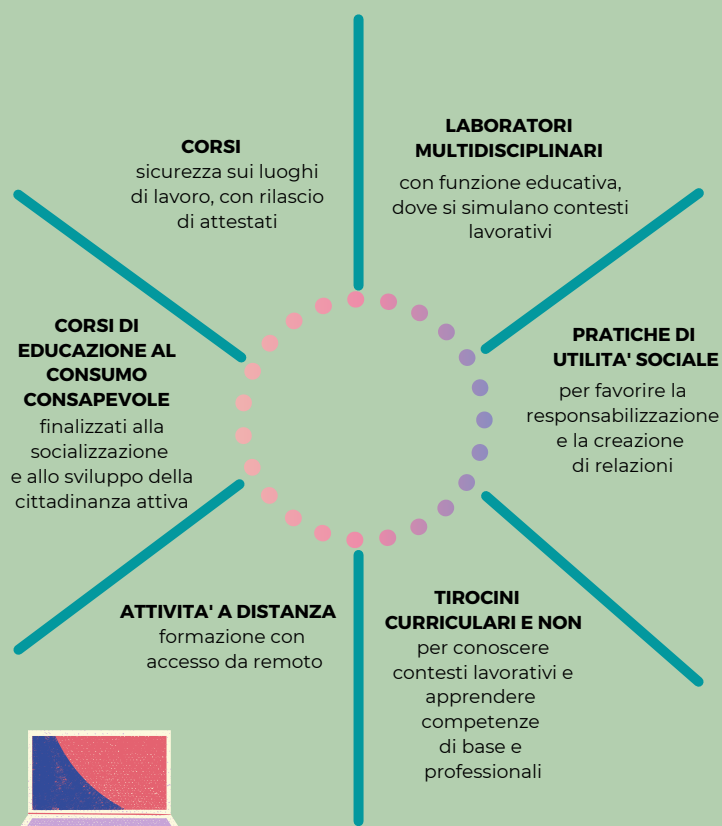 CORSI
sicurezza sui luoghi
di lavoro, con rilascio
di attestati
LABORATORI
MULTIDISCIPLINARI
con funzione educativa,
dove si simulano contesti
lavorativi
CORSI DI
EDUCAZIONE AL
CONSUMO
CONSAPEVOLE
finalizzati alla
socializzazione
e allo sviluppo della
cittadinanza attiva
PRATICHE DI
UTILITA' SOCIALE
per favorire la
responsabilizzazione
e la creazione
di relazioni
ATTIVITA' A DISTANZA
formazione con
accesso da remoto
TIROCINI
CURRICULARI E NON
per conoscere
contesti lavorativi e
apprendere
competenze
di base e
professionali